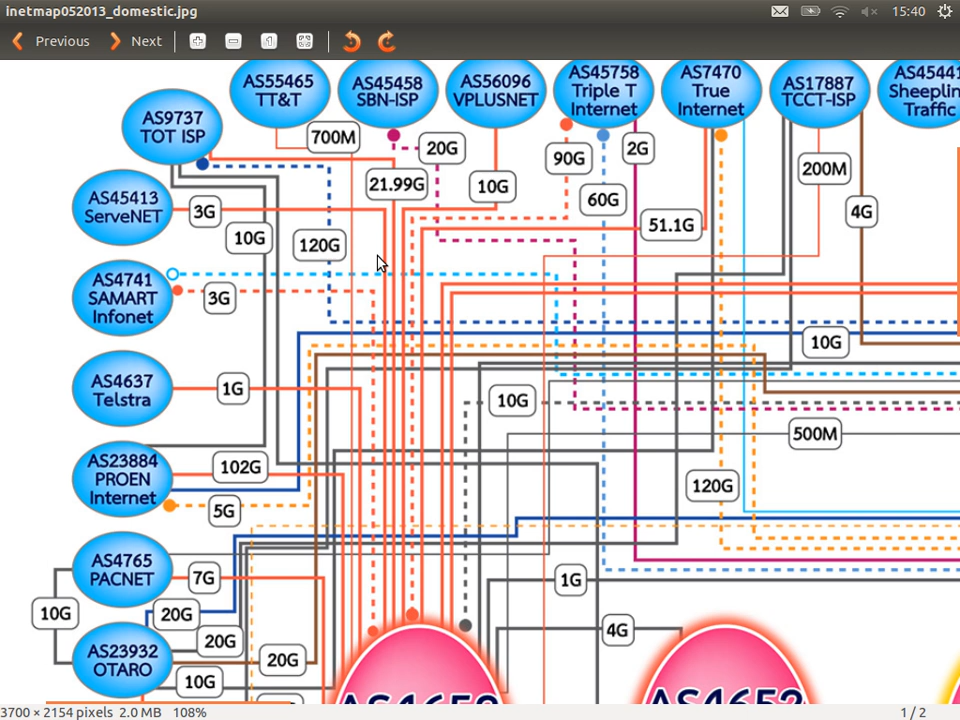 inetmap052013_domestic.jpg
15:40
Previous
Next
AS55465
TT&T
AS45458
SBN-ISP
AS56096
VPLUSNET
AS45758
Triple T
Internet
AS7470
True
Internet
AS17887
TCCT-ISP
Sheeplin
Traffic
AS9737
TOT ISP
700M
20G
90G
2G
200M
21.99G
10G
60G
4G
AS45413
ServeNET
3G
10G
120G
51.1G
AS4741
SAMART
Infonet
3G
10G
AS4637
Telstra
1G
10G
500M
AS23884
PROEN
Internet
102G
5G
120G
AS4765
PACNET
7G
1G
10G
20G
20G
4G
AS23932
OTARO
20G
10G
3700 × 2154 pixels 2.0 MB 108%
1 / 2